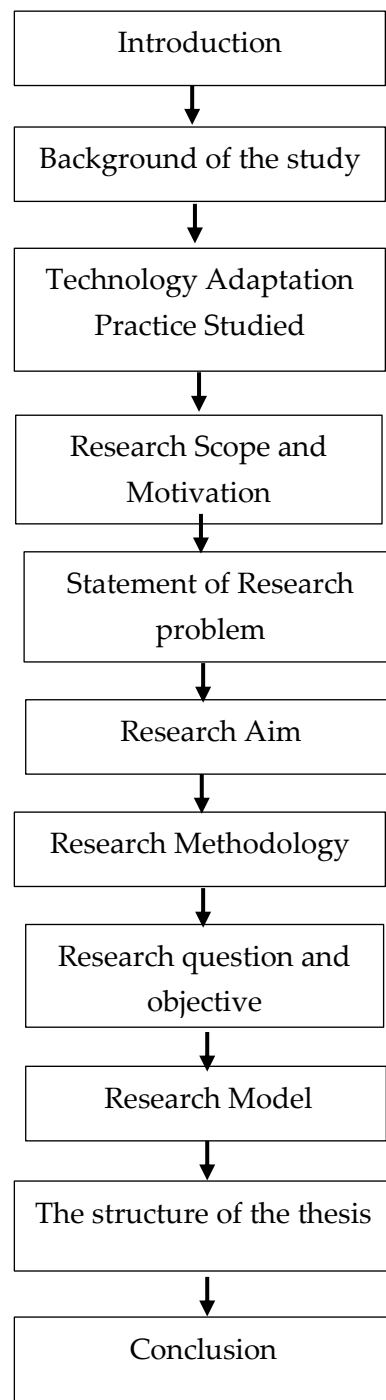 Introduction
Background of the study
Technology Adaptation
Practice Studied
Research Scope and
Motivation
Statement of Research
problem
Research Aim
Research Methodology
Research question and
objective
Research Model
The structure of the thesis
Conclusion